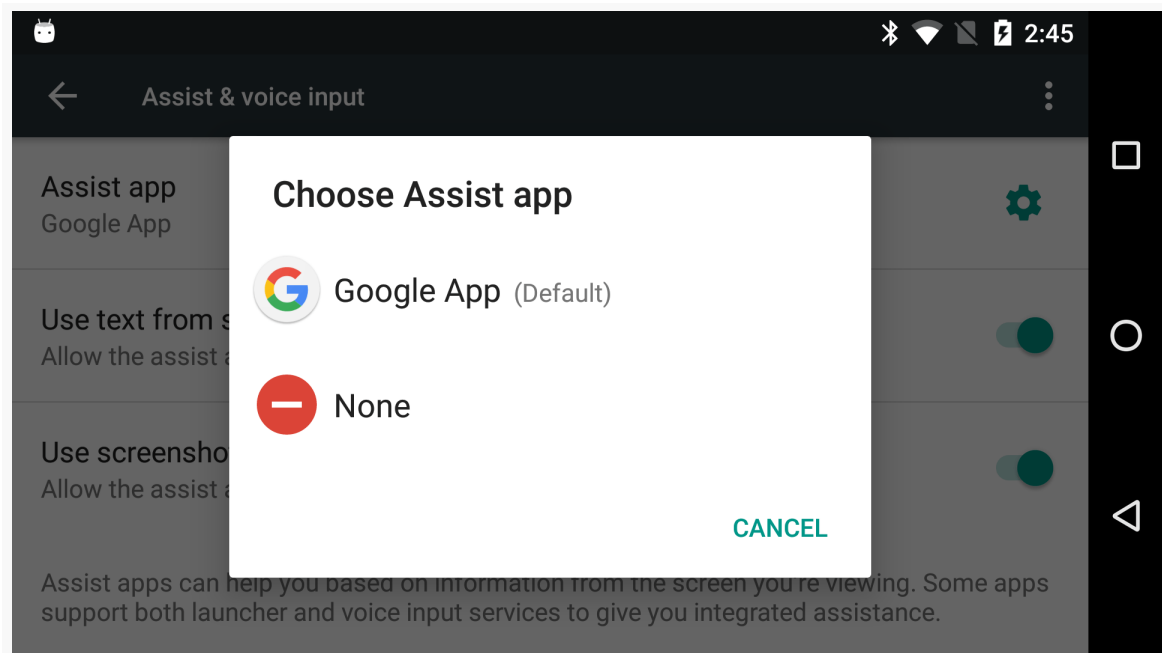 2:45
Assist & voice input
Choose Assist app
Assist app
Google App
Google App (Default)
Use text from
Allow the assist
None
Use
Allow the assist
CANCEL
Assist apps can help you based on information from the screen you're viewing. Some apps
support both launcher and voice input services to give you integrated assistance.